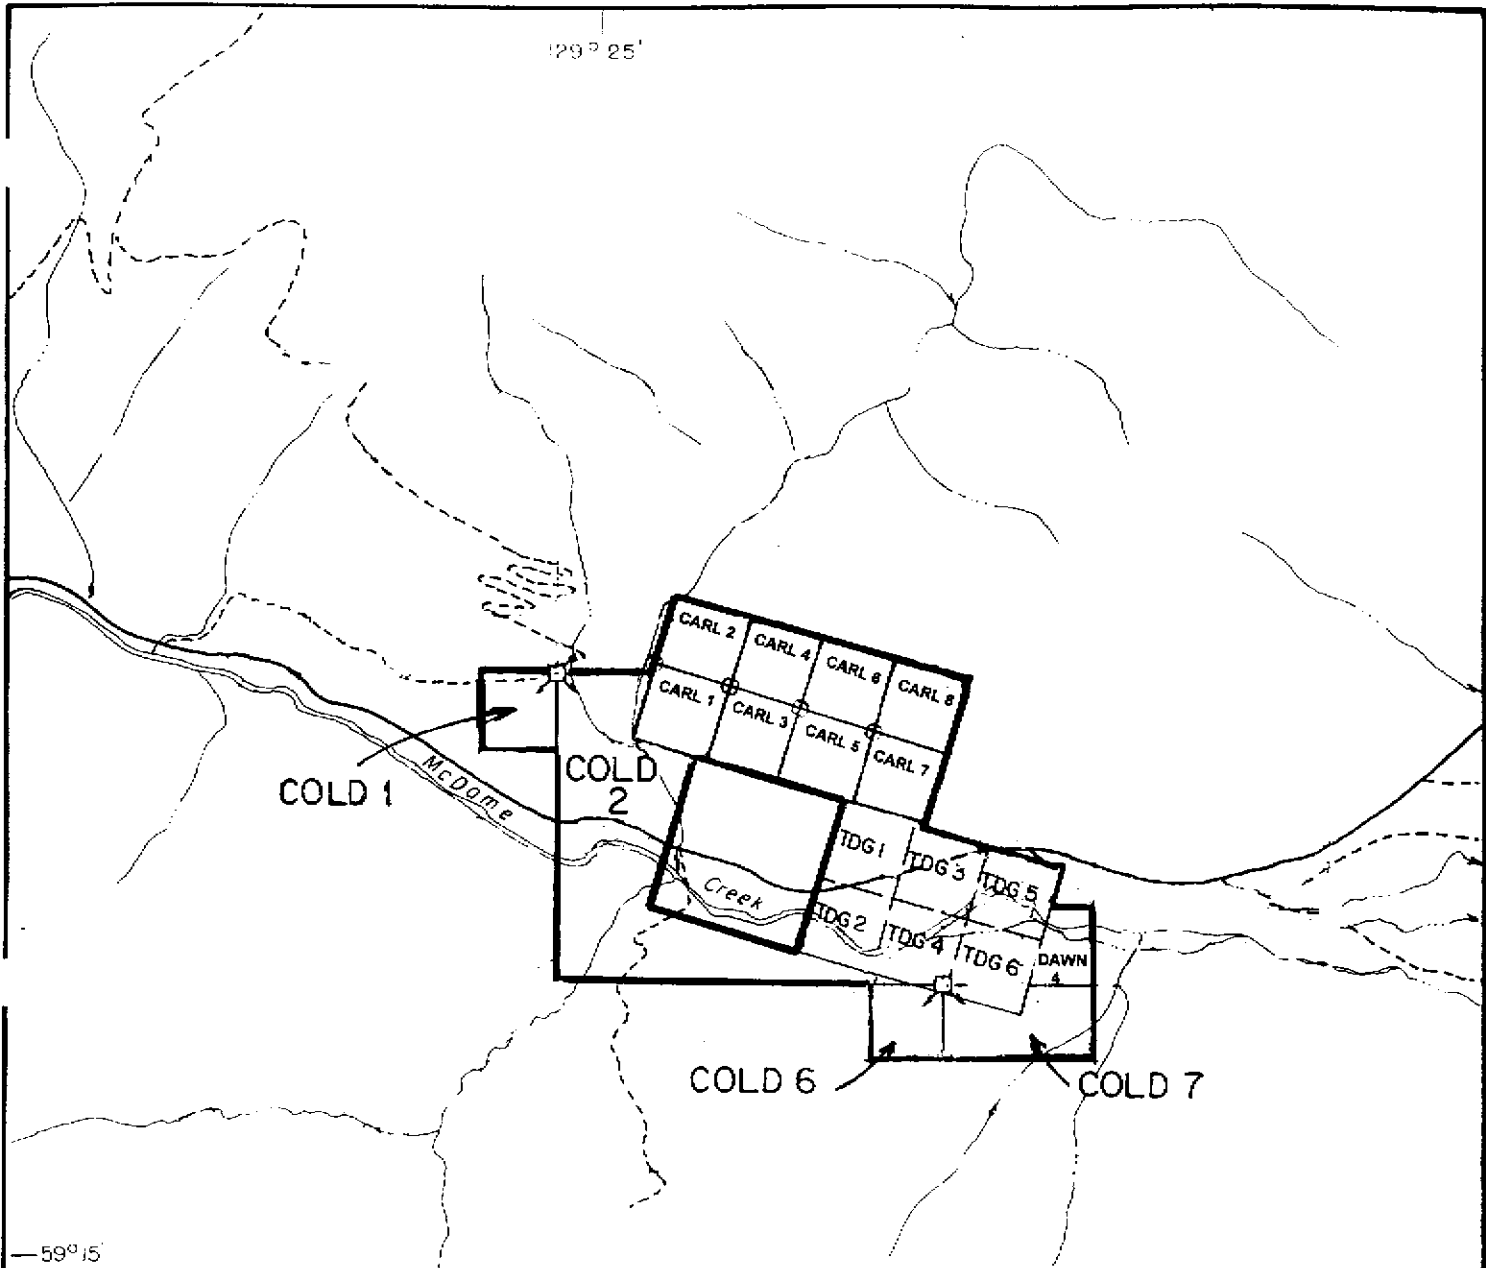 129° 25'
CARL 2
CARL 4
CARL 6
CARL 8
CARL 1
CARL 3
CARL 5
CARL 7
COLD 1
McDame
COLD
2
TDG 1
TDG 3
TDG 5
Creek
TDG 2
TDG 4
TDG 6
DAWN
4
COLD 6
COLD 7
59° 15'